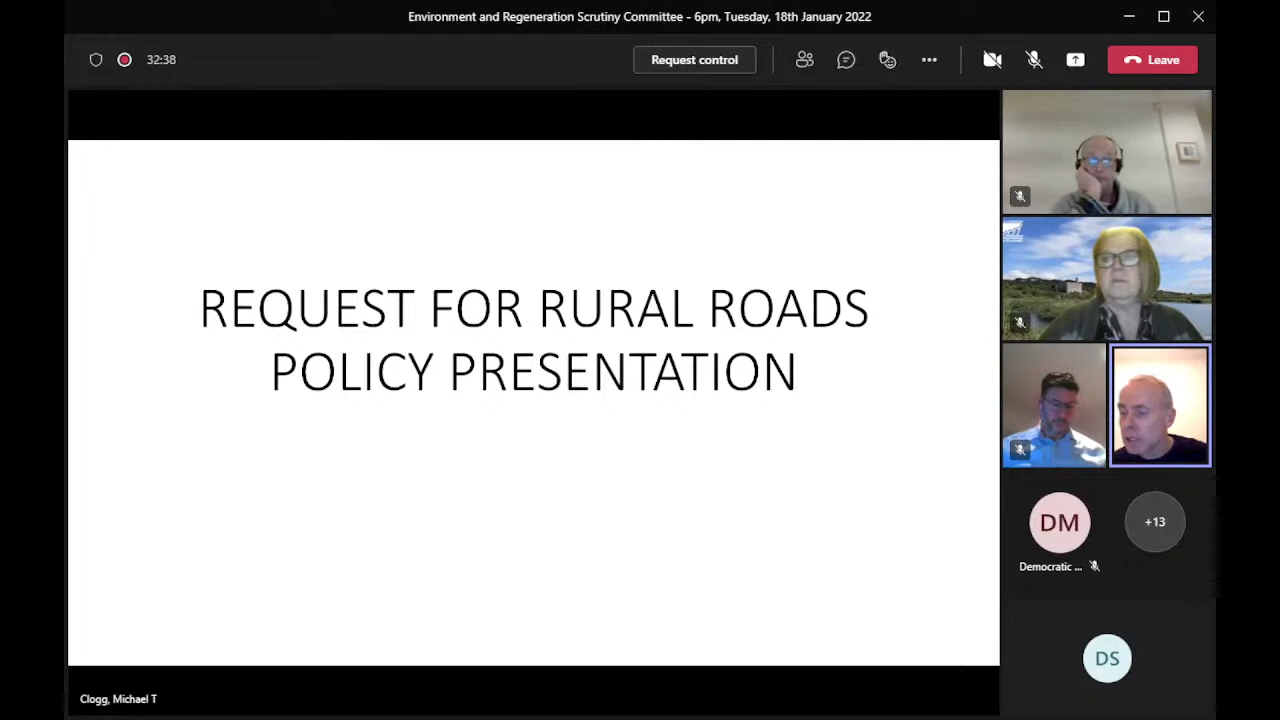 Environment and Regeneration Scrutiny Committee - 6pm, Tuesday, 18th January 2022
32:38
Request control
Leave
REQUEST FOR RURAL ROADS
POLICY PRESENTATION
DM
+13
Democratic ...
DS
Clogg, Michael T